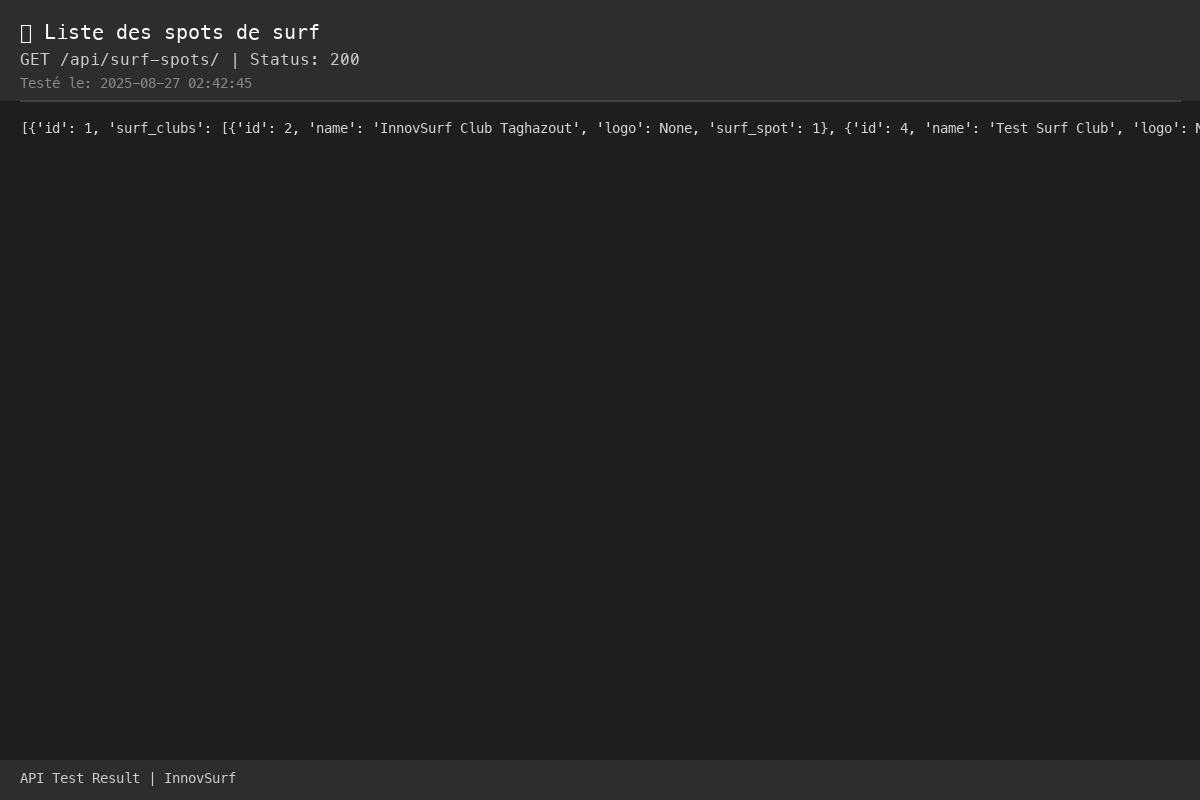 Liste des spots de surf
GET /api/surf-spots/ | Status: 200
Testé le: 2025-08-27 02:42:45
[{'id': 1, 'surf_clubs': [{'id': 2, 'name': 'InnovSurf Club Taghazout', 'logo': None, 'surf_spot': 1}, {'id': 4, 'name': 'Test Surf Club', 'logo':
API Test Result | InnovSurf